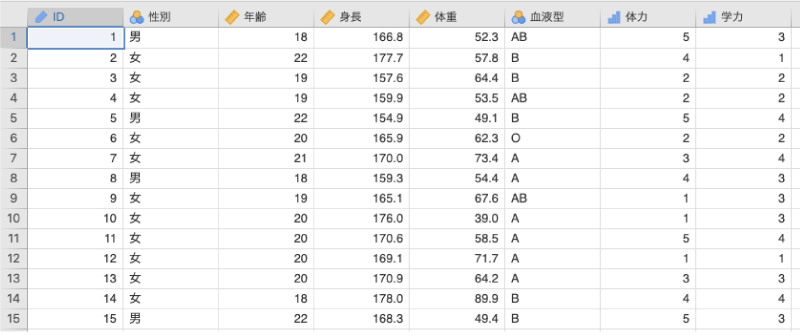 ID 性別 年齢 身長 体重 血液型 体力 学力
1 1 男 18 166.8 52.3 AB 5 3
2 2 女 22 177.7 57.8 B 4 1
3 3 女 19 157.6 64.4 B 2 2
4 4 女 19 159.9 53.5 AB 2 2
5 5 男 22 154.9 49.1 B 5 4
6 6 女 20 165.9 62.3 O 2 2
7 7 女 21 170.0 73.4 A 3 4
8 8 男 18 159.3 54.4 A 4 3
9 9 女 19 165.1 67.6 AB 1 3
10 10 女 20 176.0 39.0 A 1 3
11 11 女 20 170.6 58.5 A 5 4
12 12 女 20 169.1 71.7 A 1 1
13 13 女 20 170.9 64.2 A 3 3
14 14 女 18 178.0 89.9 B 4 4
15 15 男 22 168.3 49.4 B 5 3